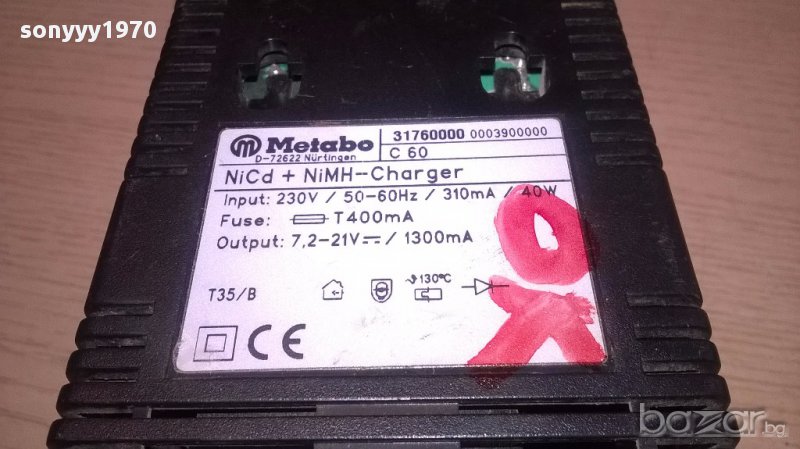 sonyyy1970
Metabo
D-72622 Nürtingen
31760000 0003900000
C 60
NiCd + NiMH-Charger
Input: 230V / 50-60Hz / 310mA / 40W
Fuse: T400mA
Output: 7,2-21V⎓ / 1300mA
130°C
T35/B
CE
OX
bazar.bg